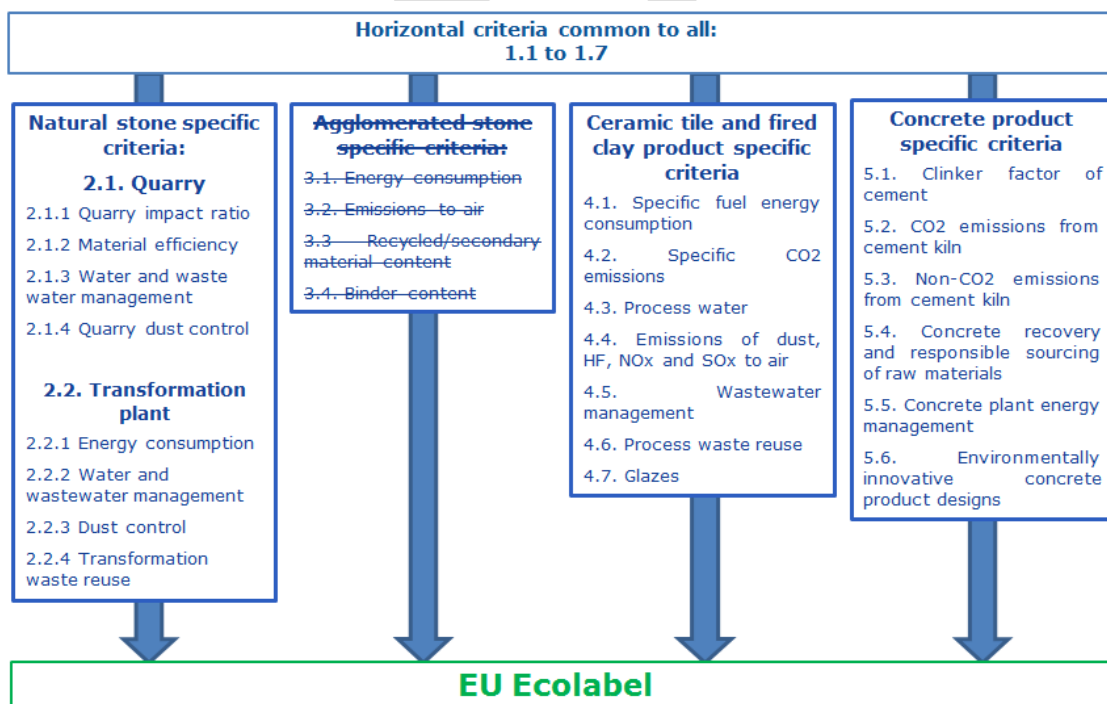 Horizontal criteria common to all:
1.1 to 1.7
Natural stone specific
criteria:
2.1. Quarry
2.1.1 Quarry impact ratio
2.1.2 Material efficiency
2.1.3 Water and waste
water management
2.1.4 Quarry dust control
2.2. Transformation
plant
2.2.1 Energy consumption
2.2.2 Water and
wastewater management
2.2.3 Dust control
2.2.4 Transformation
waste reuse
Agglomerated stone
specific criteria:
3.1. Energy consumption
3.2. Emissions to air
3.3 Recycled/secondary
material content
3.4. Binder content
Ceramic tile and fired
clay product specific
criteria
4.1. Specific fuel energy
consumption
4.2. Specific CO2
emissions
4.3. Process water
4.4. Emissions of dust,
HF, NOx and SOx to air
4.5. Wastewater
management
4.6. Process waste reuse
4.7. Glazes
Concrete product
specific criteria
5.1. Clinker factor of
cement
5.2. CO2 emissions from
cement kiln
5.3. Non-CO2 emissions
from cement kiln
5.4. Concrete recovery
and responsible sourcing
of raw materials
5.5. Concrete plant energy
management
5.6. Environmentally
innovative concrete
product designs
EU Ecolabel